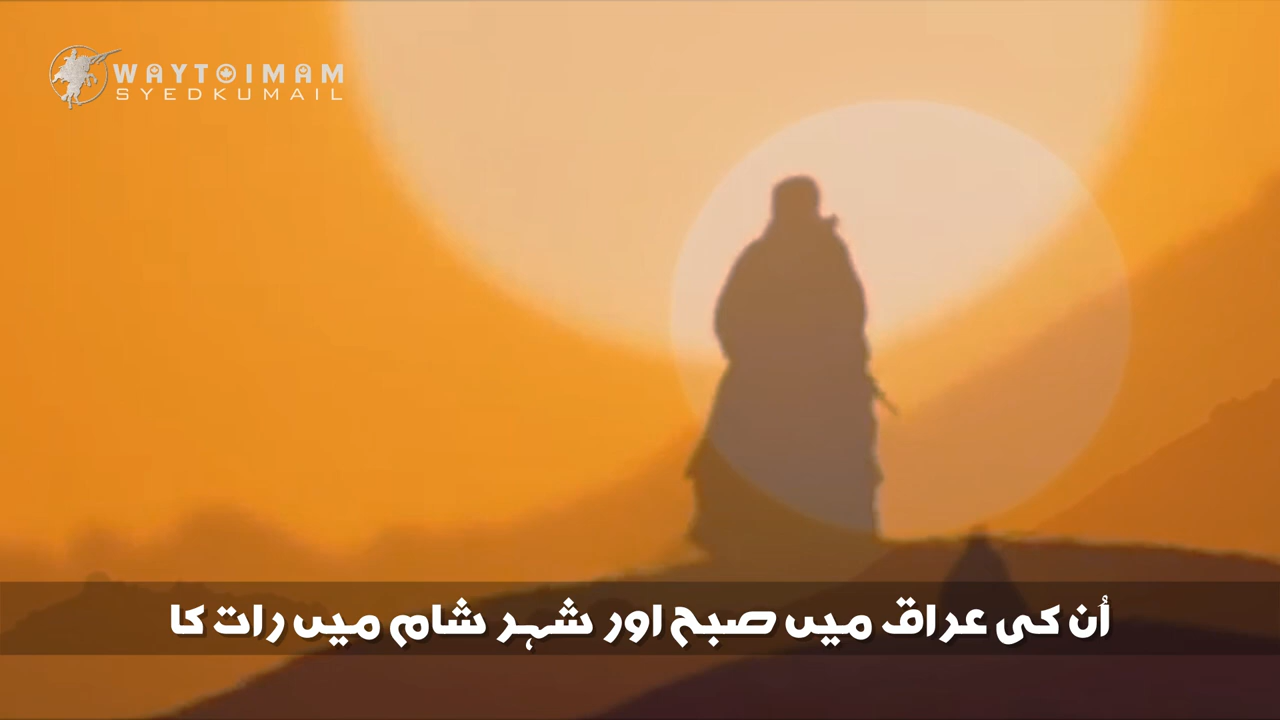 WAYTOIMAM
SYEDKUMAIL
اُن کی عراق میں صبح اور شہر شام میں رات کا